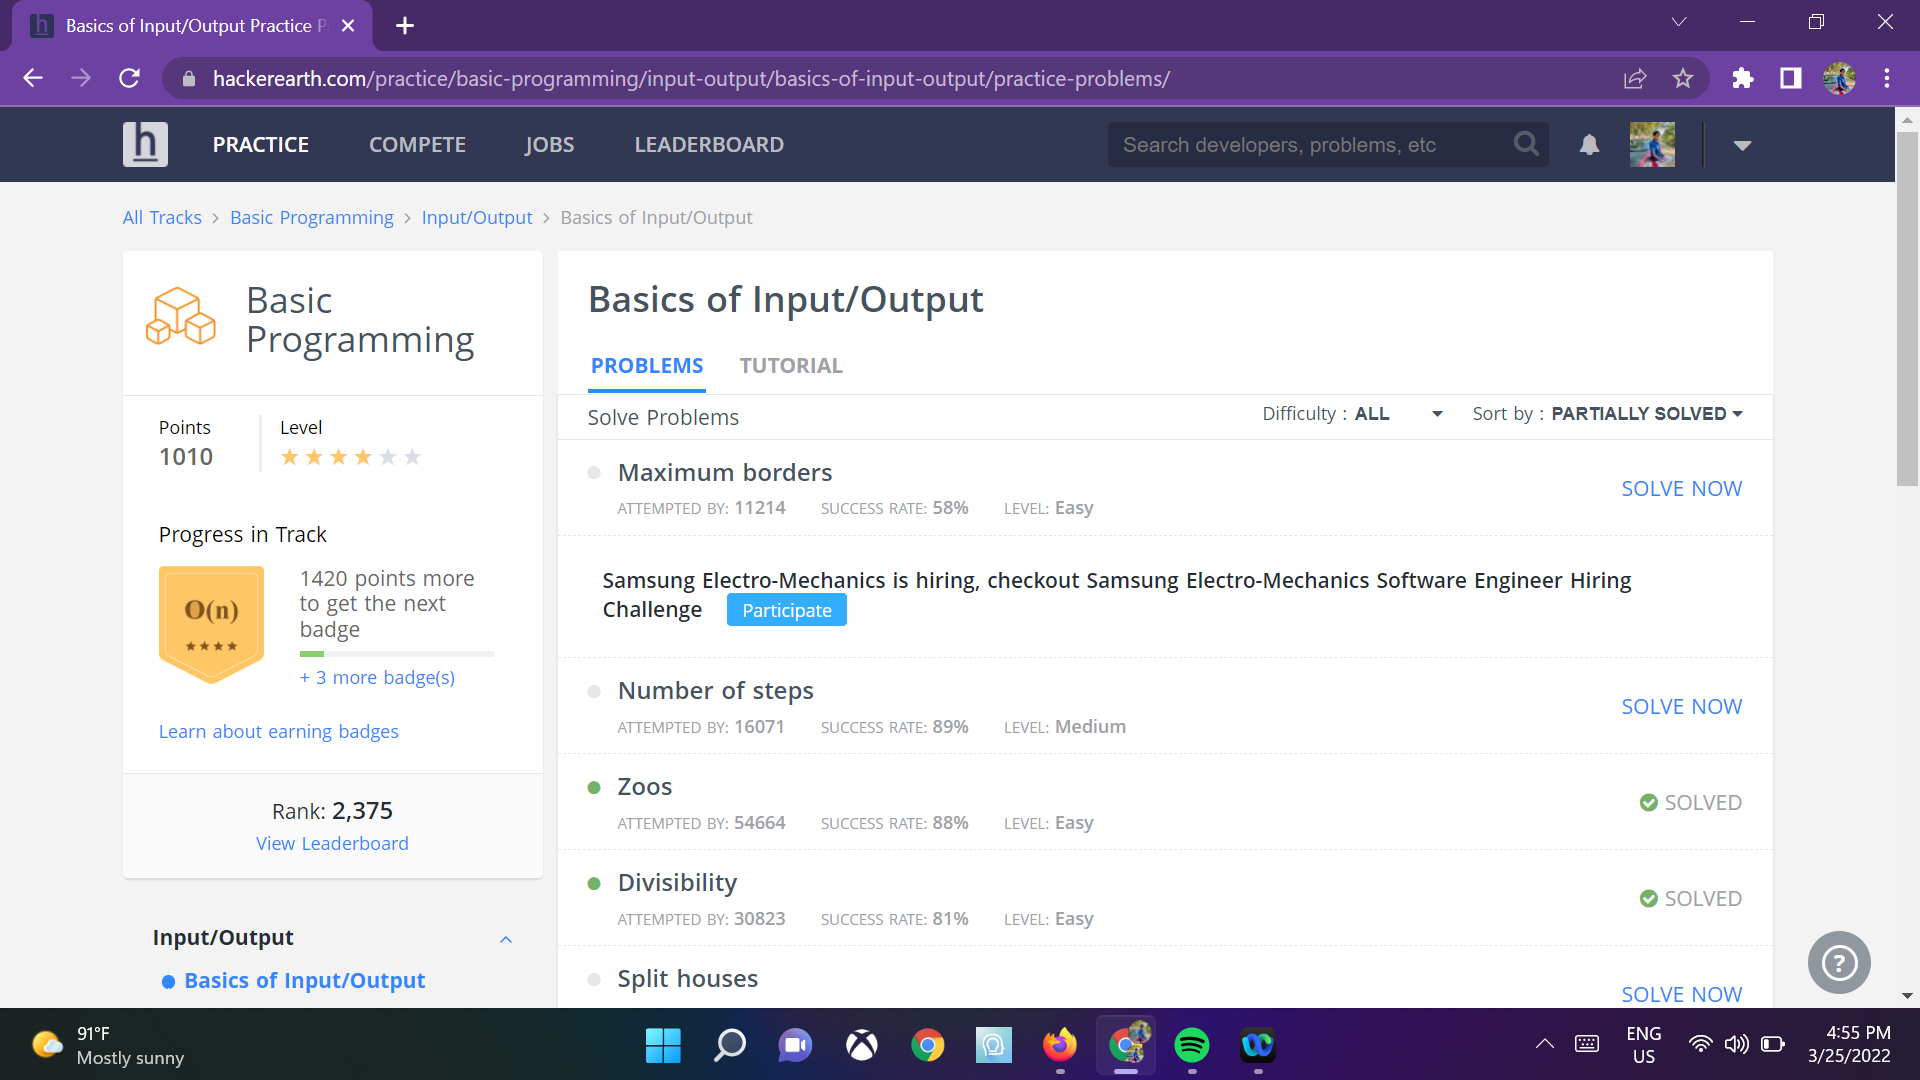 Basics of Input/Output Practice P
hackerearth.com/practice/basic-programming/input-output/basics-of-input-output/practice-problems/
h
PRACTICE COMPETE JOBS LEADERBOARD
Search developers, problems, etc
All Tracks > Basic Programming > Input/Output > Basics of Input/Output
Basic
Programming
Points
1010
Level
Progress in Track
O(n)
1420 points more
to get the next
badge
+ 3 more badge(s)
Learn about earning badges
Rank: 2,375
View Leaderboard
Input/Output
Basics of Input/Output
Basics of Input/Output
PROBLEMS TUTORIAL
Solve Problems
Difficulty : ALL
Sort by : PARTIALLY SOLVED
Maximum borders
ATTEMPTED BY: 11214 SUCCESS RATE: 58% LEVEL: Easy
SOLVE NOW
Samsung Electro-Mechanics is hiring, checkout Samsung Electro-Mechanics Software Engineer Hiring
Challenge Participate
Number of steps
ATTEMPTED BY: 16071 SUCCESS RATE: 89% LEVEL: Medium
SOLVE NOW
Zoos
ATTEMPTED BY: 54664 SUCCESS RATE: 88% LEVEL: Easy
SOLVED
Divisibility
ATTEMPTED BY: 30823 SUCCESS RATE: 81% LEVEL: Easy
SOLVED
Split houses
SOLVE NOW
?
91°F
Mostly sunny
ENG
US
4:55 PM
3/25/2022